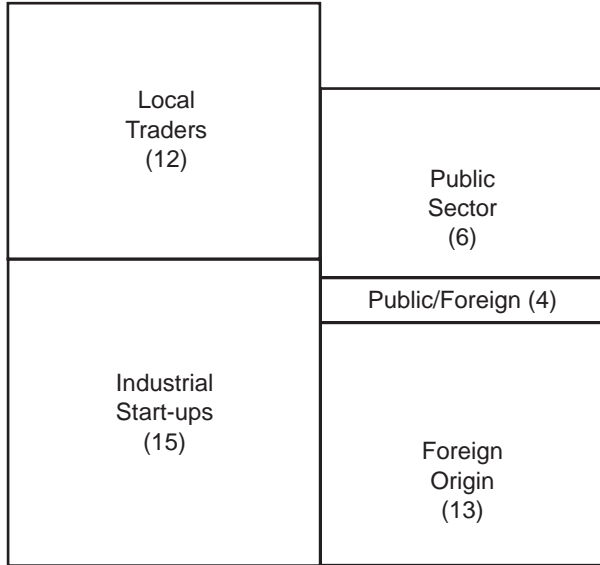 Local
Traders
(12)
Public
Sector
(6)
Public/Foreign (4)
Industrial
Start-ups
(15)
Foreign
Origin
(13)